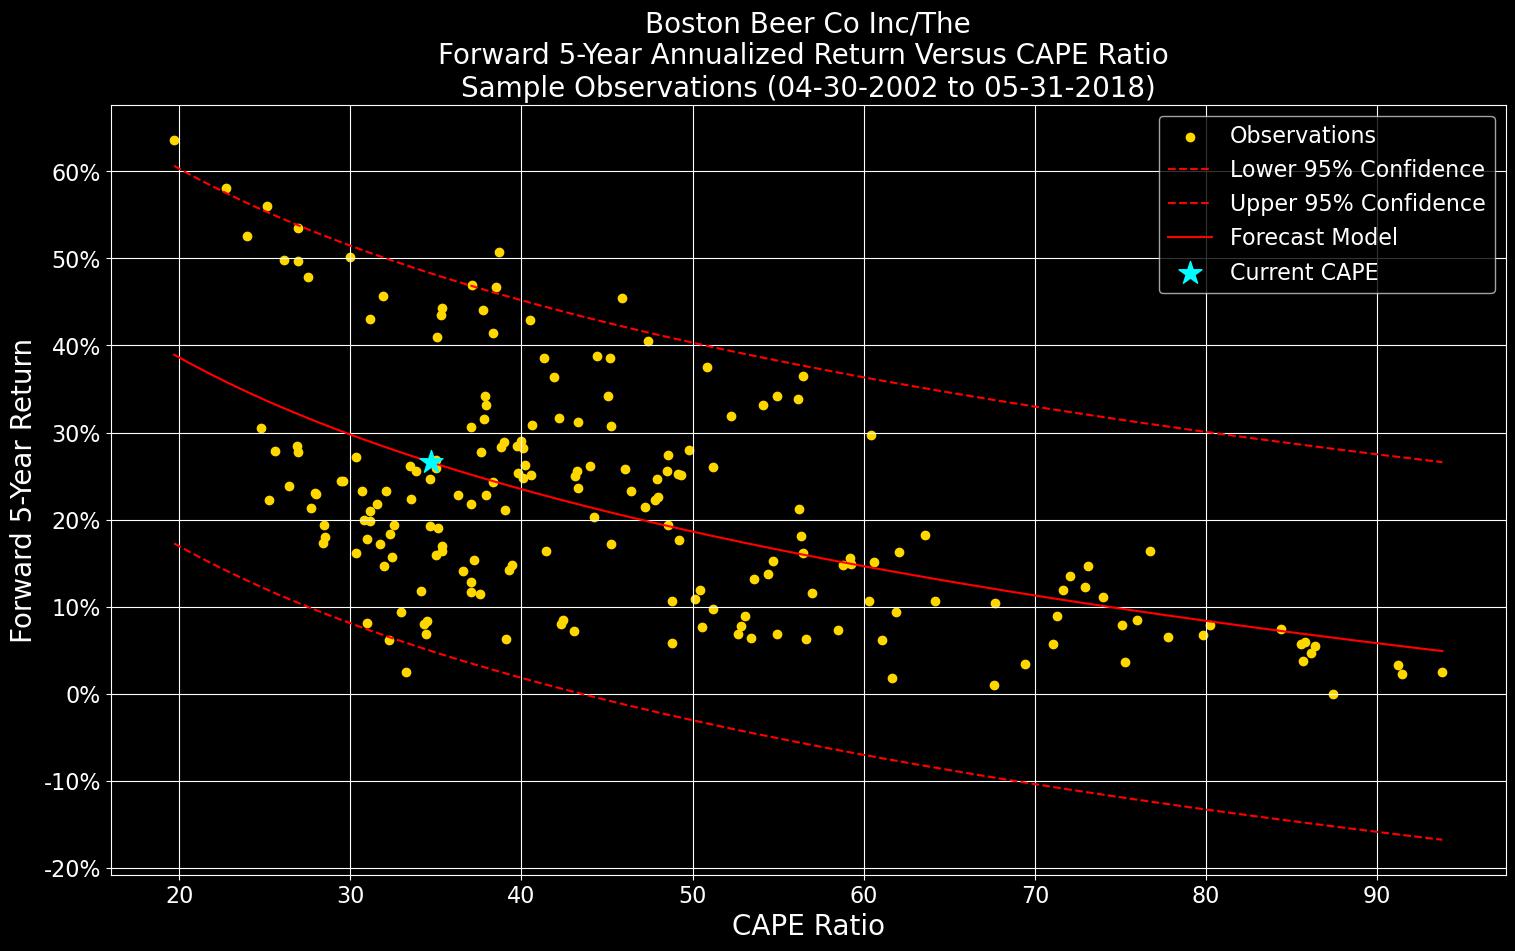 Boston Beer Co Inc/The
Forward 5-Year Annualized Return Versus CAPE Ratio
Sample Observations (04-30-2002 to 05-31-2018)
Observations
Lower 95% Confidence
Upper 95% Confidence
Forecast Model
Current CAPE
Forward 5-Year Return
60%
50%
40%
30%
20%
10%
0%
-10%
-20%
20 30 40 50 60 70 80 90
CAPE Ratio